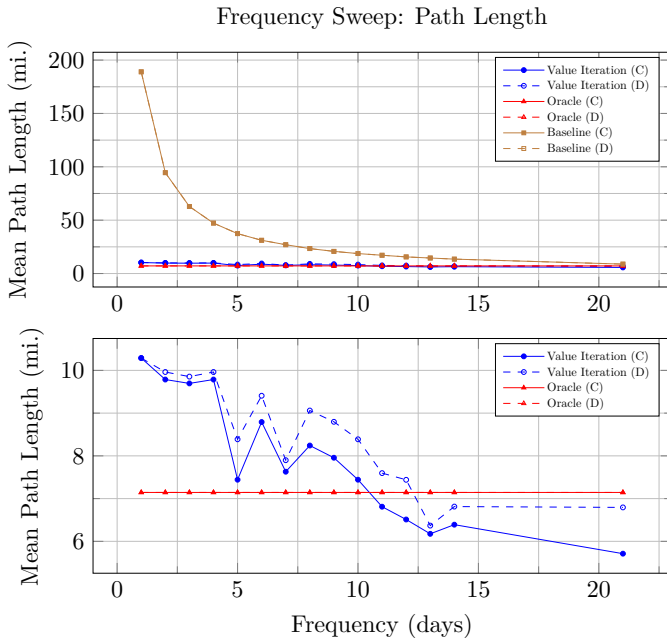 Frequency Sweep: Path Length
Mean Path Length (mi.)
200
150
100
50
0
0
5
10
15
20
Value Iteration (C)
Value Iteration (D)
Oracle (C)
Oracle (D)
Baseline (C)
Baseline (D)
Mean Path Length (mi.)
10
8
6
0
5
10
15
20
Value Iteration (C)
Value Iteration (D)
Oracle (C)
Oracle (D)
Frequency (days)